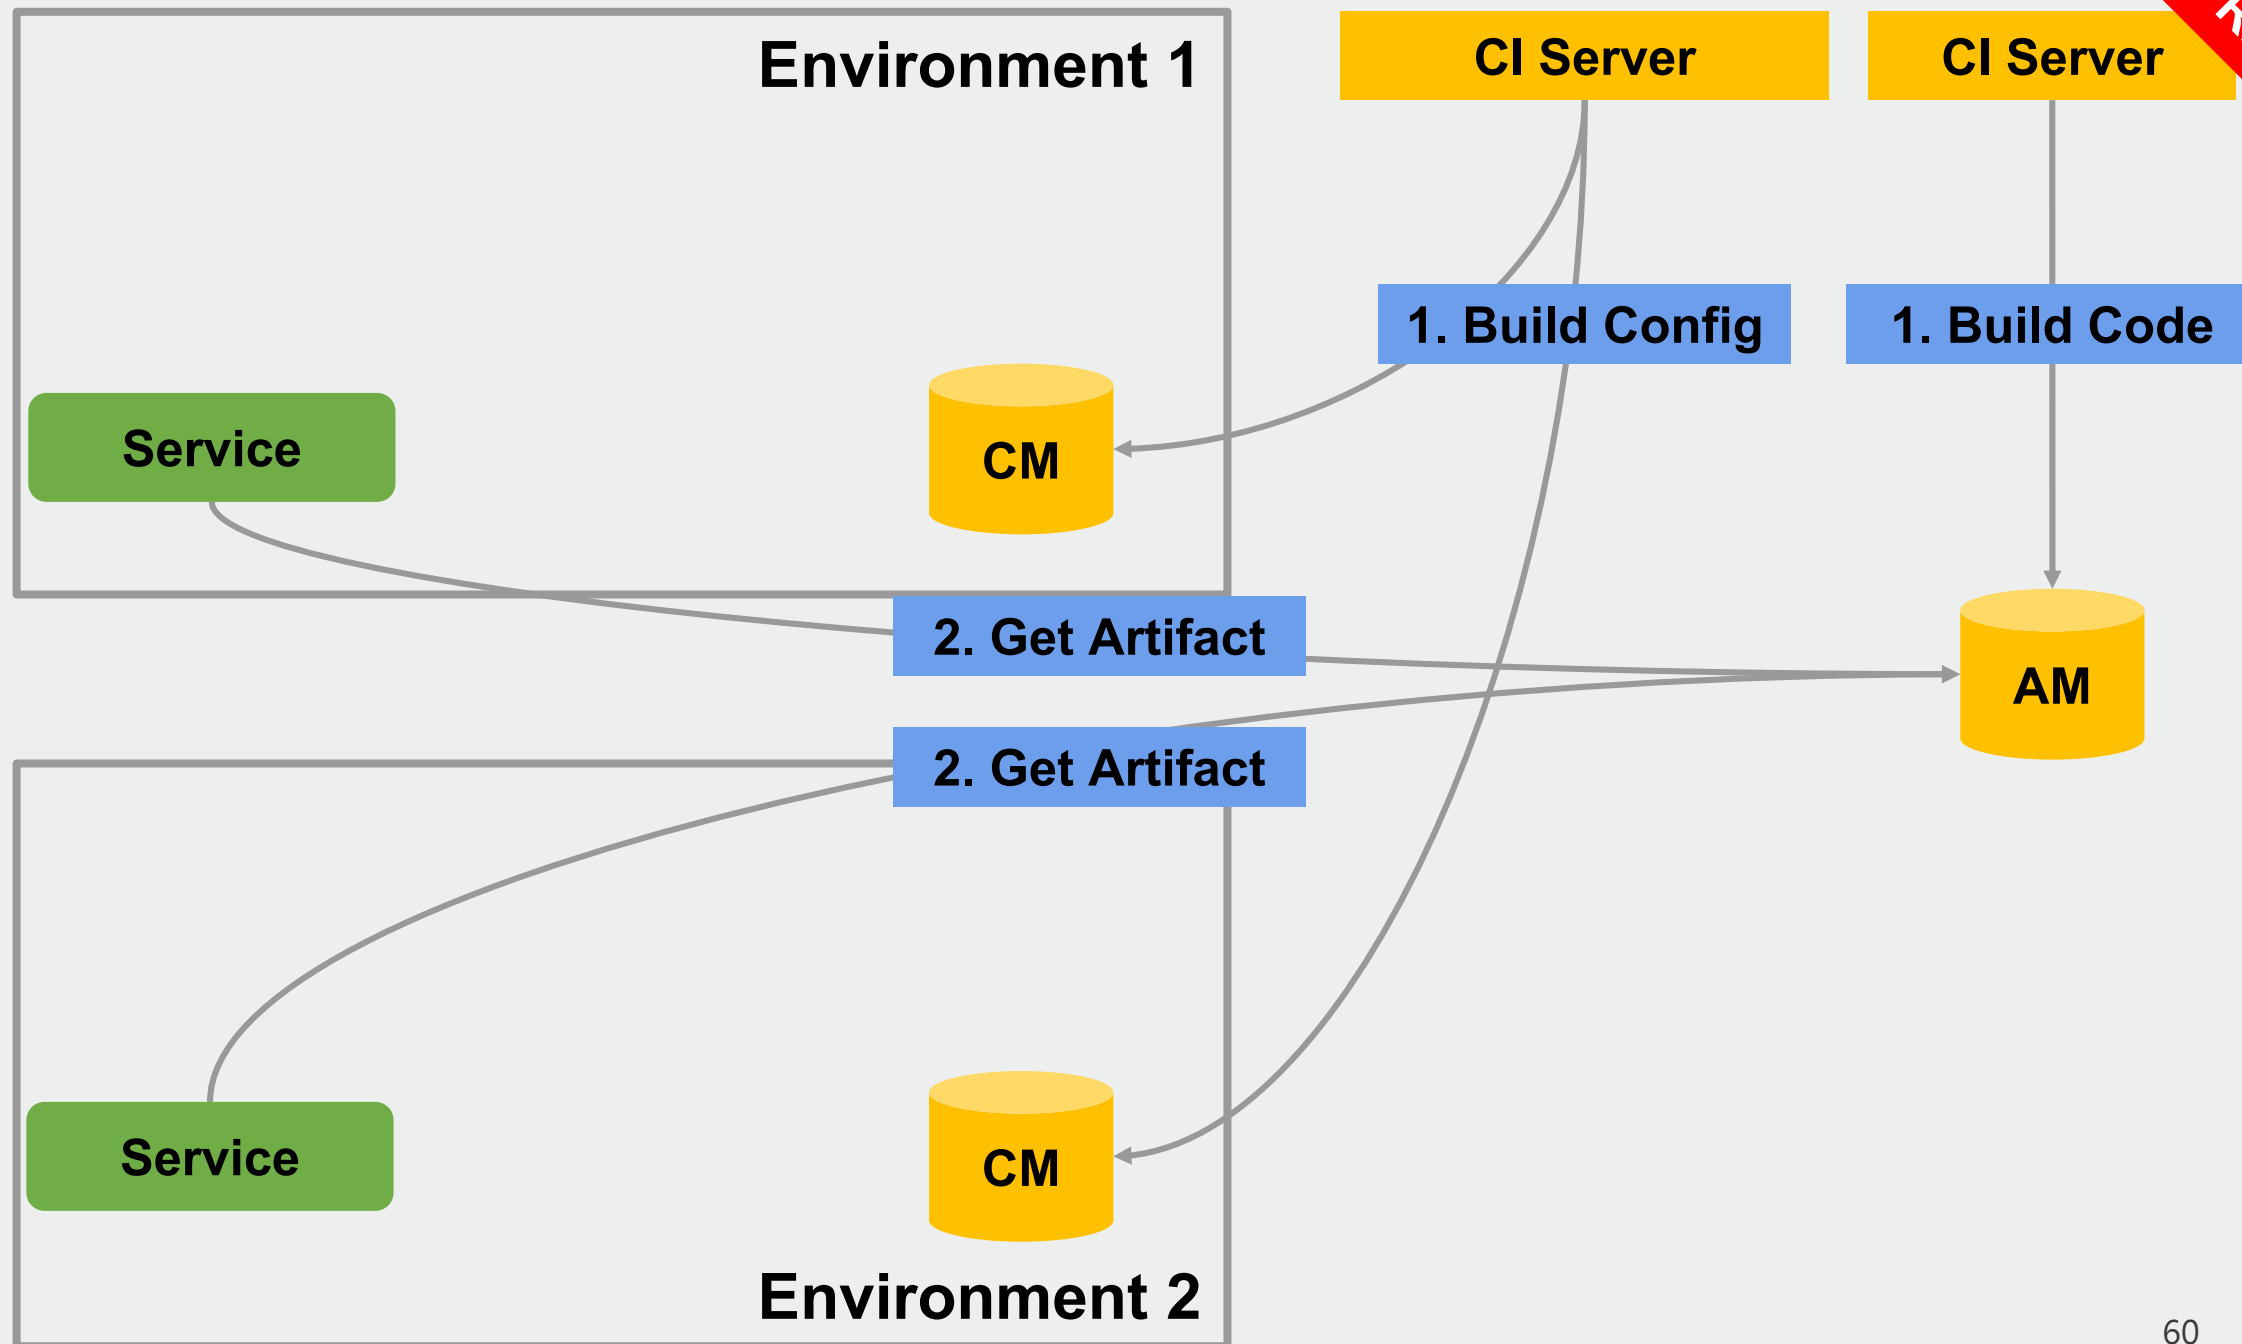 Environment 1
CI Server
CI Server
1. Build Config
1. Build Code
Service
CM
2. Get Artifact
AM
2. Get Artifact
Service
CM
Environment 2
60